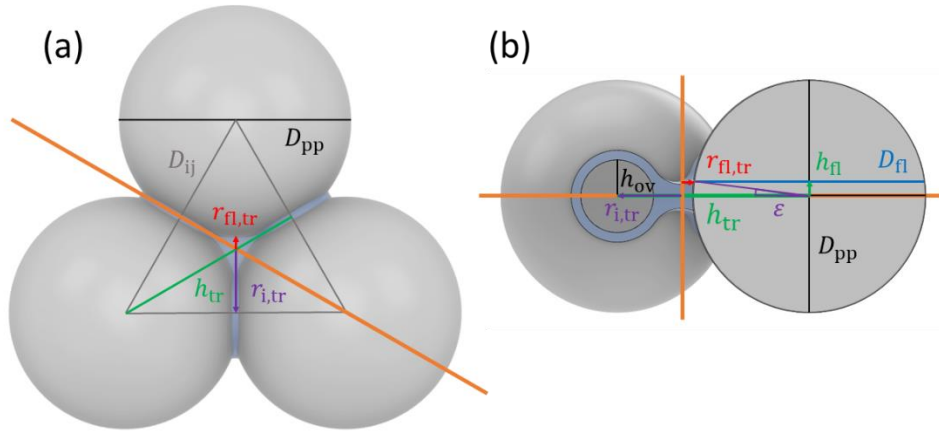 (a)
D_pp
D_ij
r_fl,tr
h_tr
r_i,tr
(b)
r_fl,tr
h_fl
D_fl
h_ov
r_i,tr
h_tr
ε
D_pp